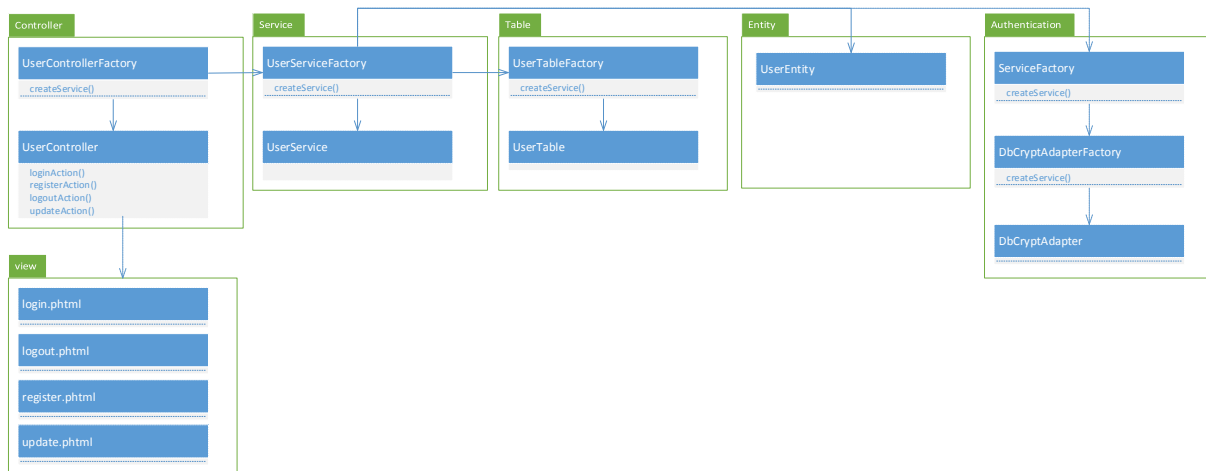 Controller
UserControllerFactory
createService()
UserController
loginAction()
registerAction()
logoutAction()
updateAction()
Service
UserServiceFactory
createService()
UserService
Table
UserTableFactory
createService()
UserTable
Entity
UserEntity
Authentication
ServiceFactory
createService()
DbCryptAdapterFactory
createService()
DbCryptAdapter
view
login.phtml
logout.phtml
register.phtml
update.phtml